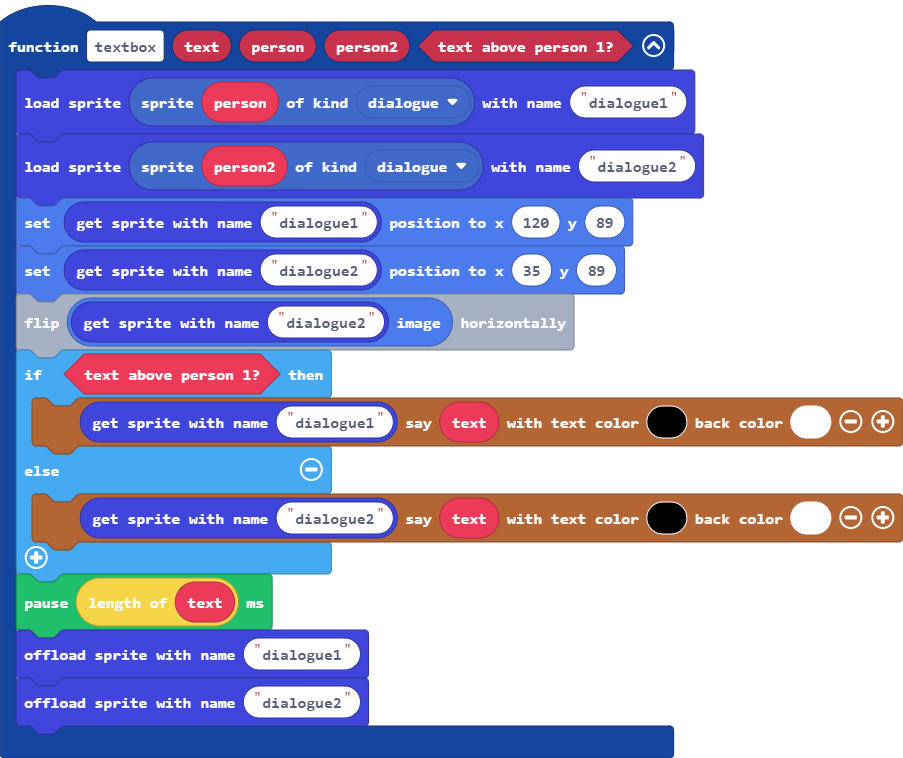 function textbox text person person2 text above person 1?
load sprite sprite person of kind dialogue with name "dialogue1"
load sprite sprite person2 of kind dialogue with name "dialogue2"
set get sprite with name "dialogue1" position to x 120 y 89
set get sprite with name "dialogue2" position to x 35 y 89
flip get sprite with name "dialogue2" image horizontally
if text above person 1? then
get sprite with name "dialogue1" say text with text color back color
else
get sprite with name "dialogue2" say text with text color back color
pause length of text ms
offload sprite with name "dialogue1"
offload sprite with name "dialogue2"